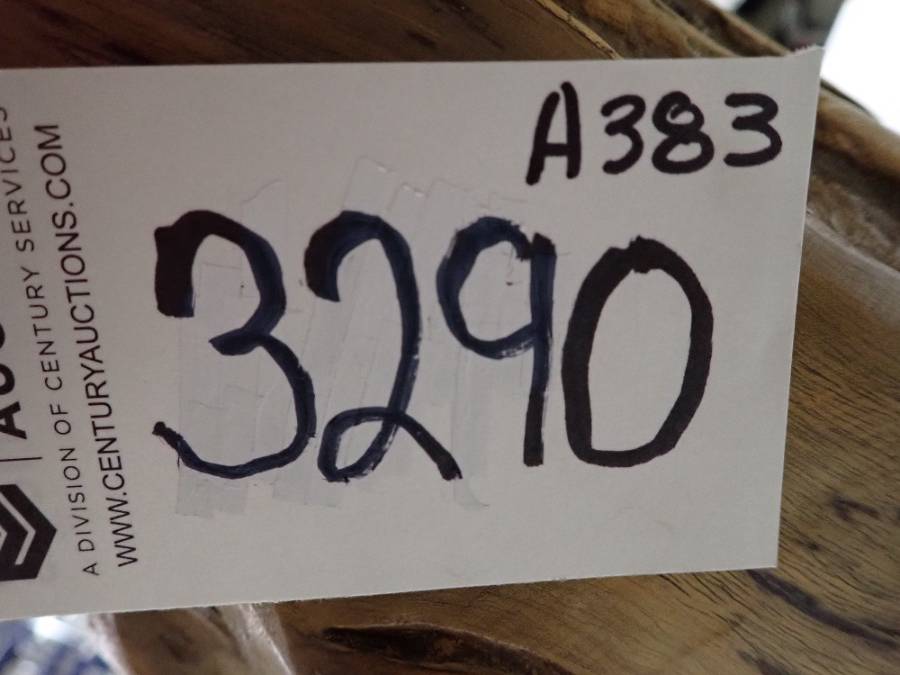 A383
3290
A DIVISION OF CENTURY SERVICES
WWW.CENTURYAUCTIONS.COM